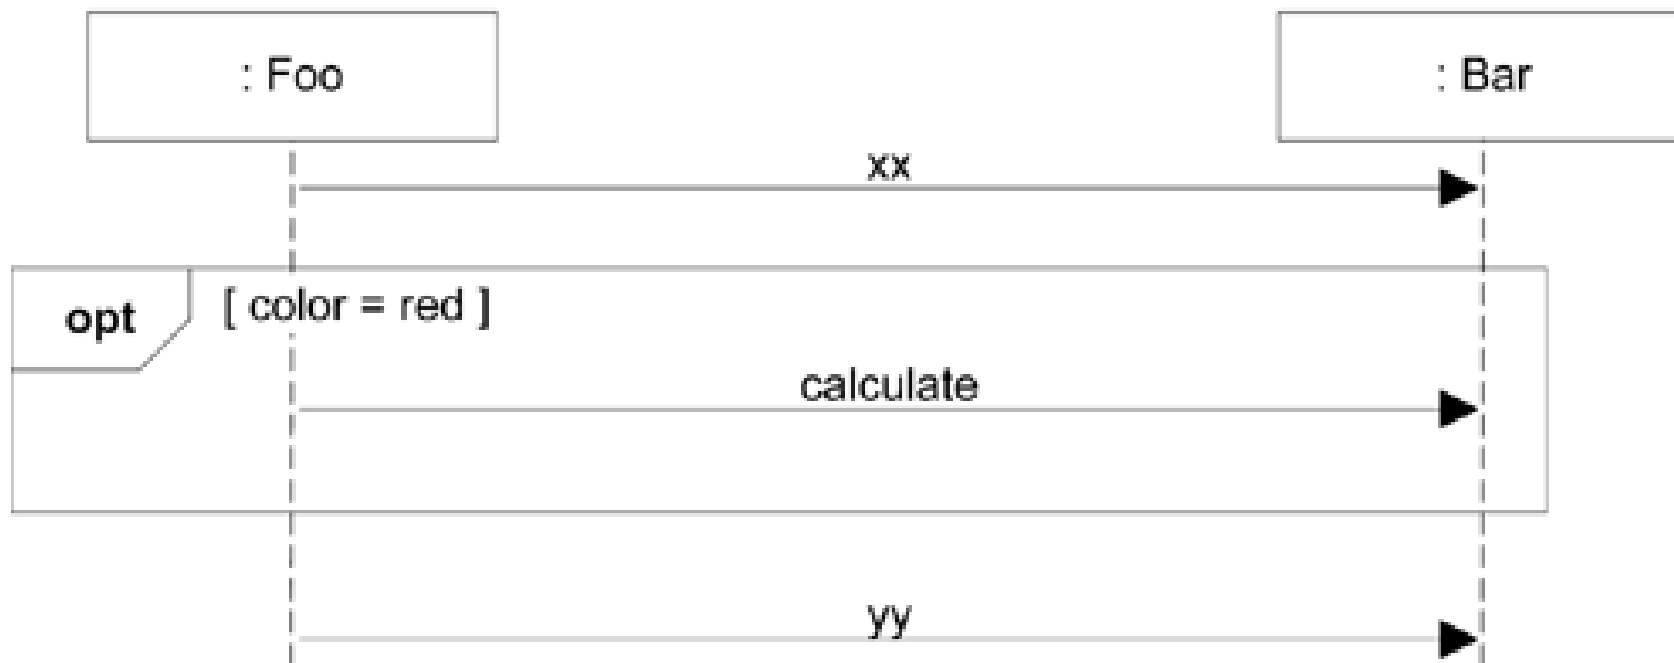 : Foo
: Bar
xx
opt
[ color = red ]
calculate
yy